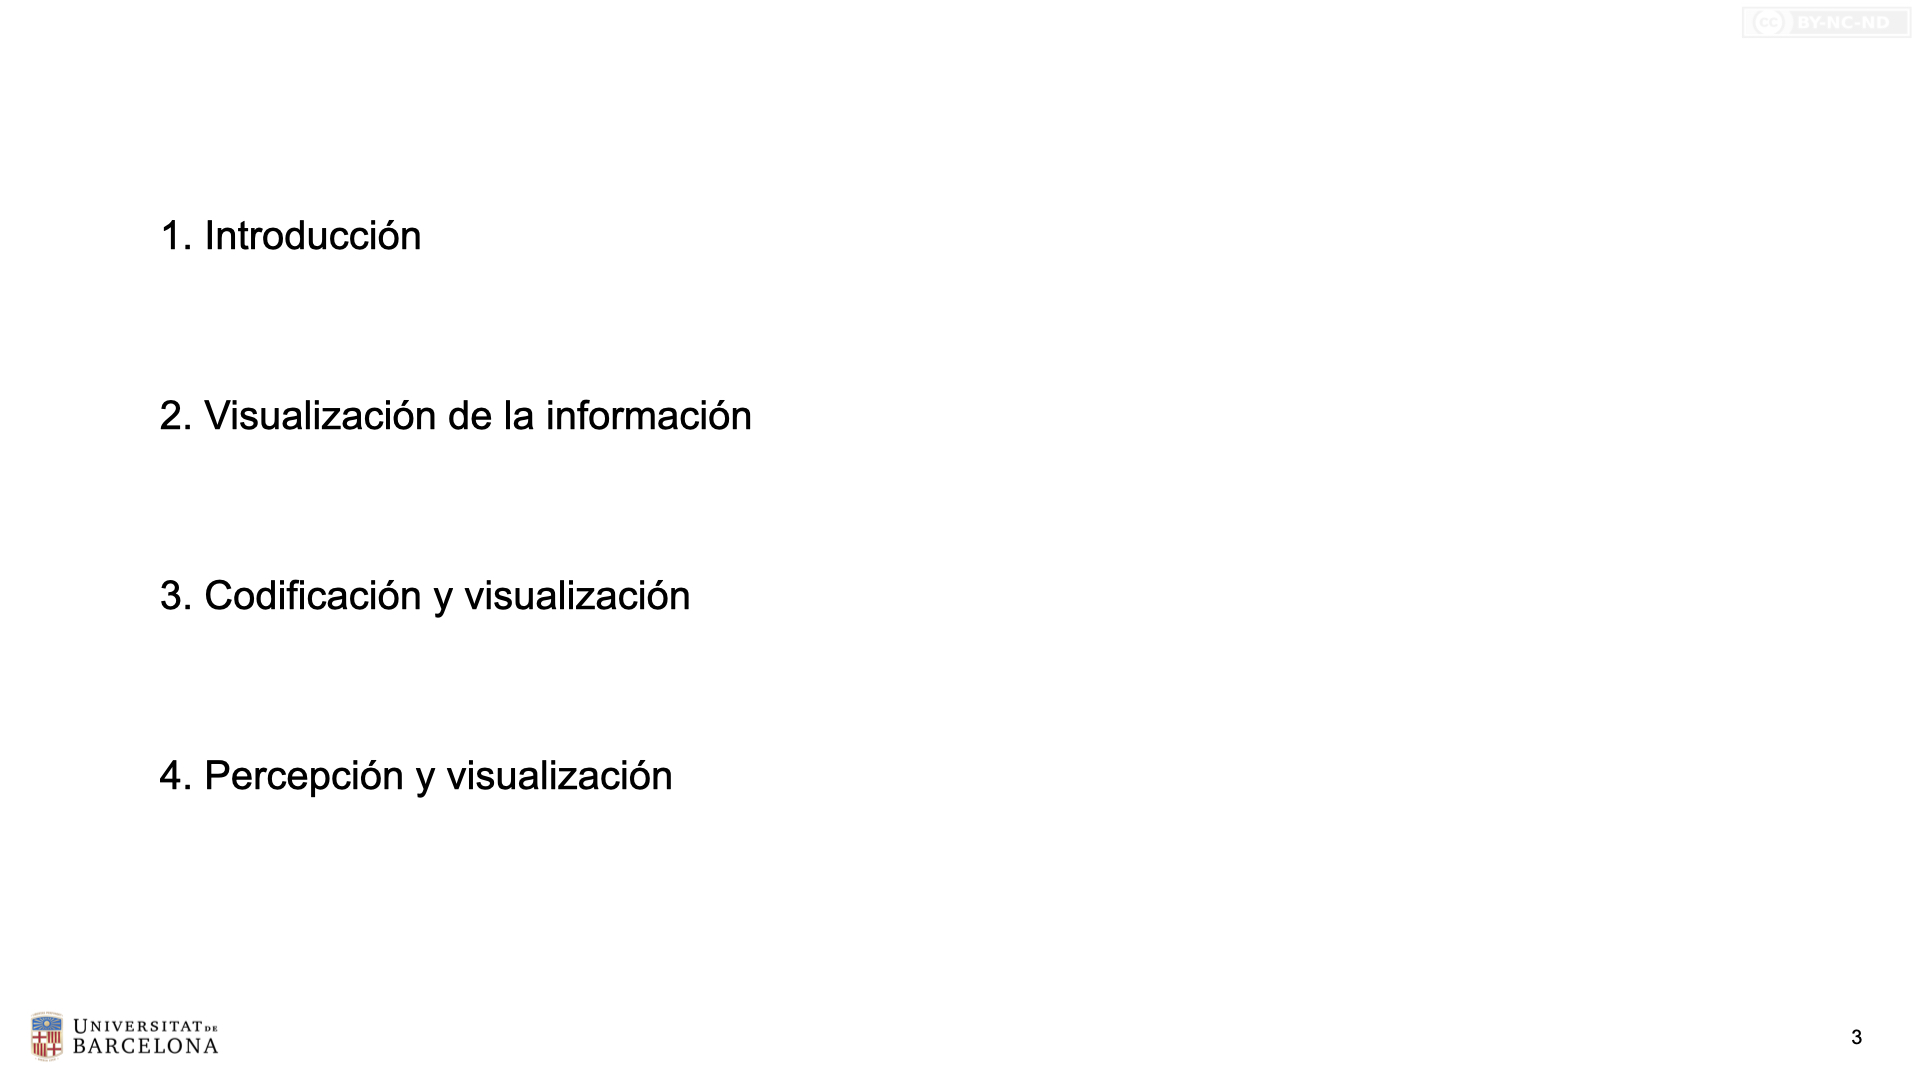 BY-NC-ND
1. Introducción
2. Visualización de la información
3. Codificación y visualización
4. Percepción y visualización
UNIVERSITAT DE
BARCELONA
3